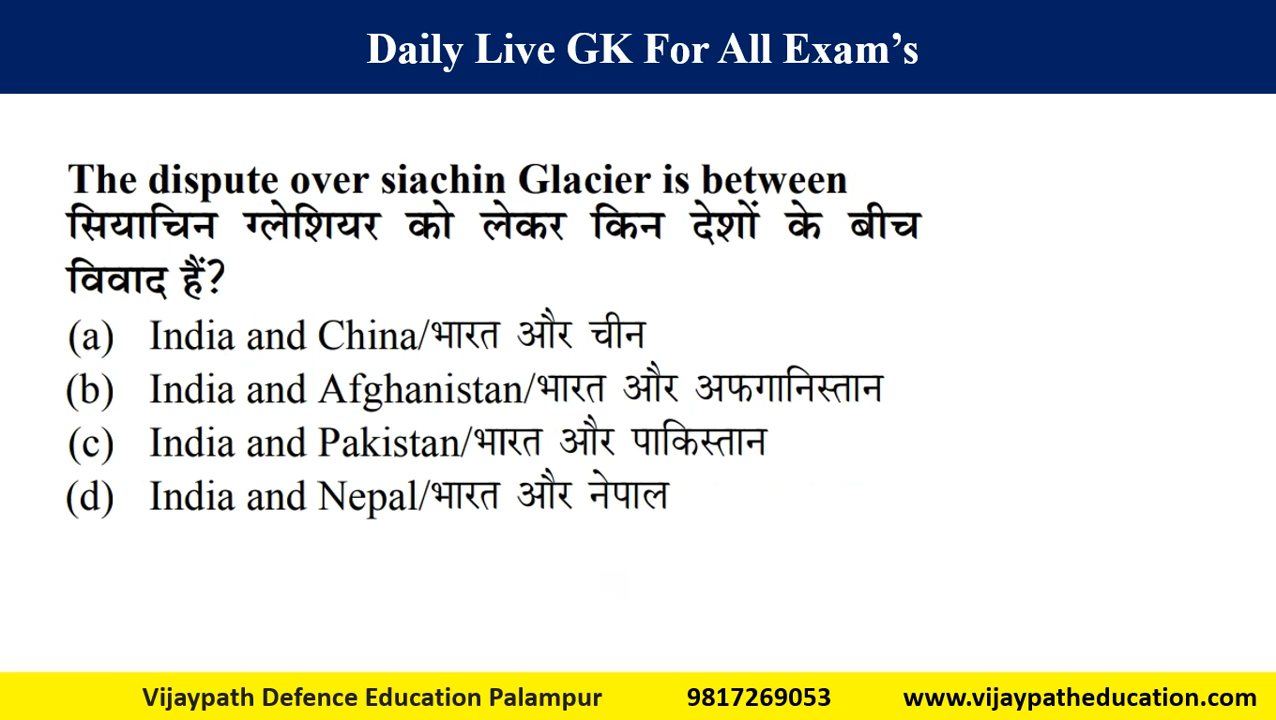 Daily Live GK For All Exam’s
The dispute over siachin Glacier is between
सियाचिन ग्लेशियर को लेकर किन देशों के बीच
विवाद हैं?
(a) India and China/भारत और चीन
(b) India and Afghanistan/भारत और अफगानिस्तान
(c) India and Pakistan/भारत और पाकिस्तान
(d) India and Nepal/भारत और नेपाल
Vijaypath Defence Education Palampur 9817269053 www.vijaypatheducation.com